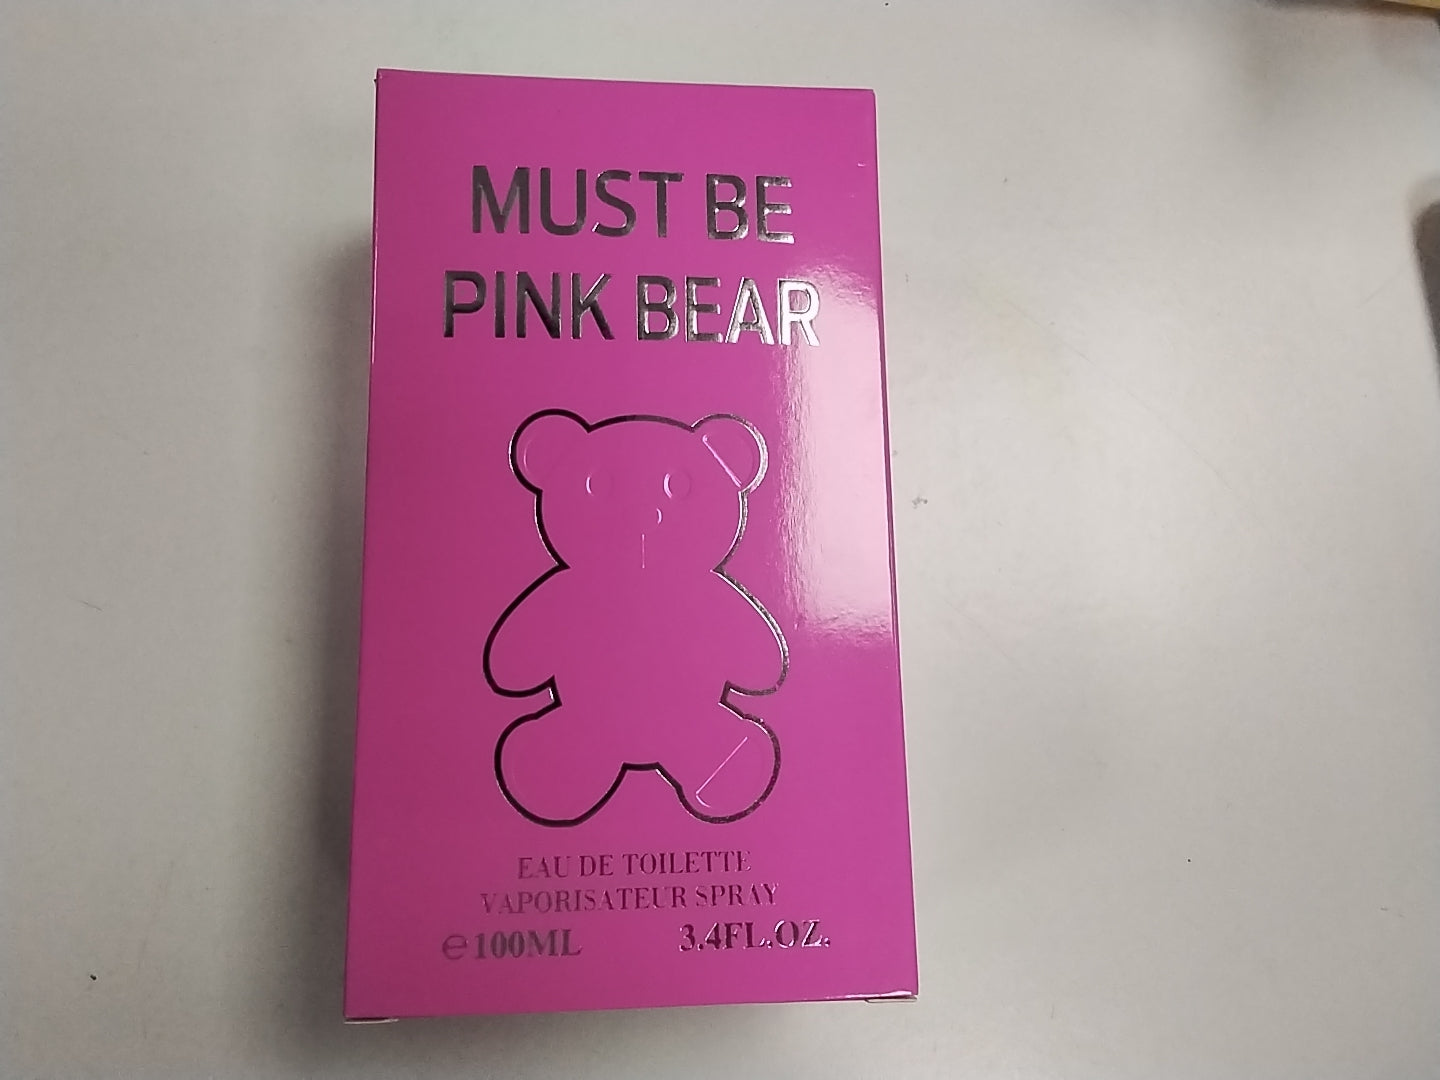 MUST BE
PINK BEAR
EAU DE TOILETTE
VAPORISATEUR SPRAY
℮100ML 3.4FL.OZ.